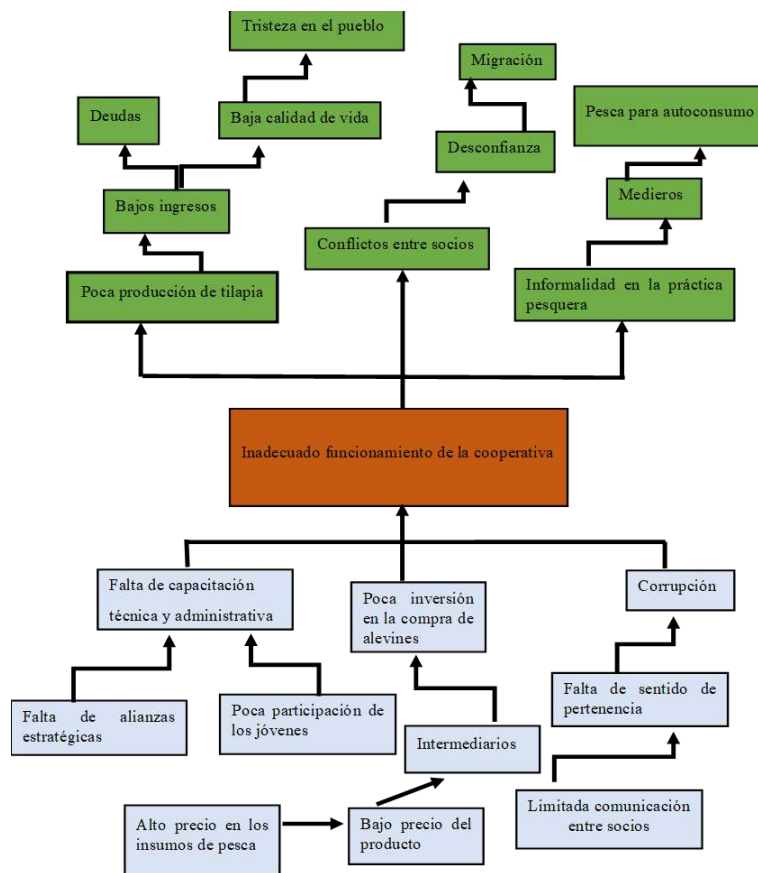 Tristeza en el pueblo
Migración
Deudas
Baja calidad de vida
Pesca para autoconsumo
Desconfianza
Bajos ingresos
Medieros
Conflictos entre socios
Poca producción de tilapia
Informalidad en la práctica
pesquera
Inadecuado funcionamiento de la cooperativa
Falta de capacitación
técnica y administrativa
Poca inversión
en la compra de
alevines
Corrupción
Falta de alianzas
estratégicas
Poca participación de
los jóvenes
Falta de sentido de
pertenencia
Intermediarios
Alto precio en los
insumos de pesca
Bajo precio del
producto
Limitada comunicación
entre socios